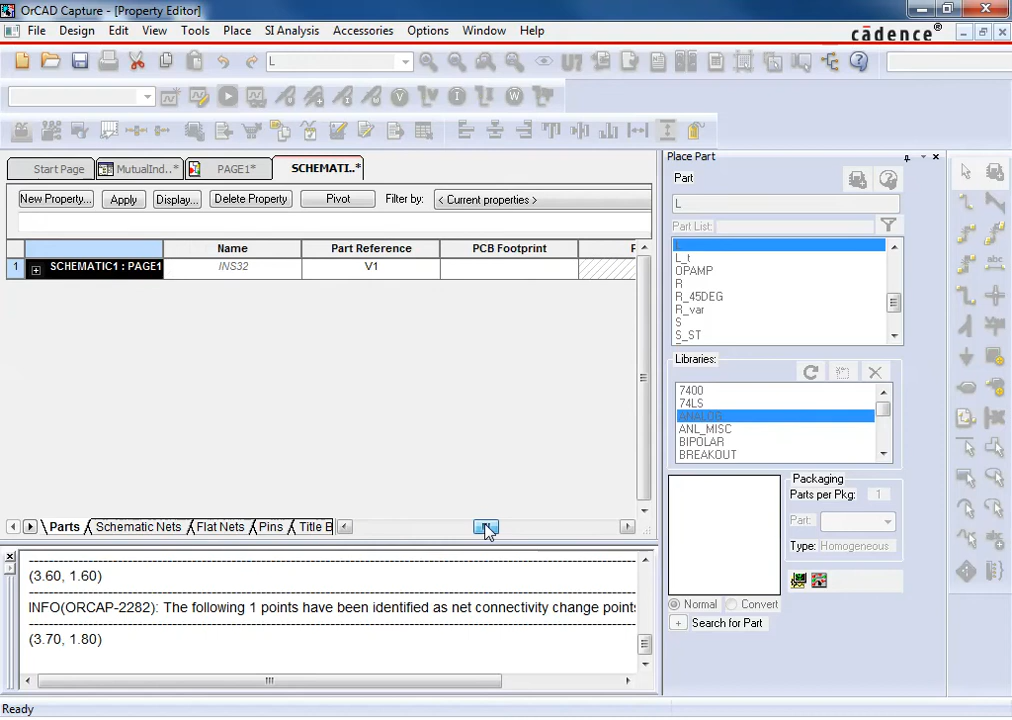 OrCAD Capture - [Property Editor]
File Design Edit View Tools Place SI Analysis Accessories Options Window Help
cādence®
L
U?
V I W
Start Page MutualInd..* PAGE1* SCHEMATI..*
New Property... Apply Display... Delete Property Pivot Filter by: < Current properties >
Name Part Reference PCB Footprint
1 SCHEMATIC1 : PAGE1 INS32 V1
Parts Schematic Nets Flat Nets Pins Title B
(3.60, 1.60)
INFO(ORCAP-2282): The following 1 points have been identified as net connectivity change points
(3.70, 1.80)
Place Part
Part
L
Part List:
L
L_t
OPAMP
R
R_45DEG
R_var
S
S_ST
Libraries:
7400
74LS
ANALOG
ANL_MISC
BIPOLAR
BREAKOUT
Packaging
Parts per Pkg: 1
Part:
Type: Homogeneous
Normal Convert
+ Search for Part
abc
abc
Ready